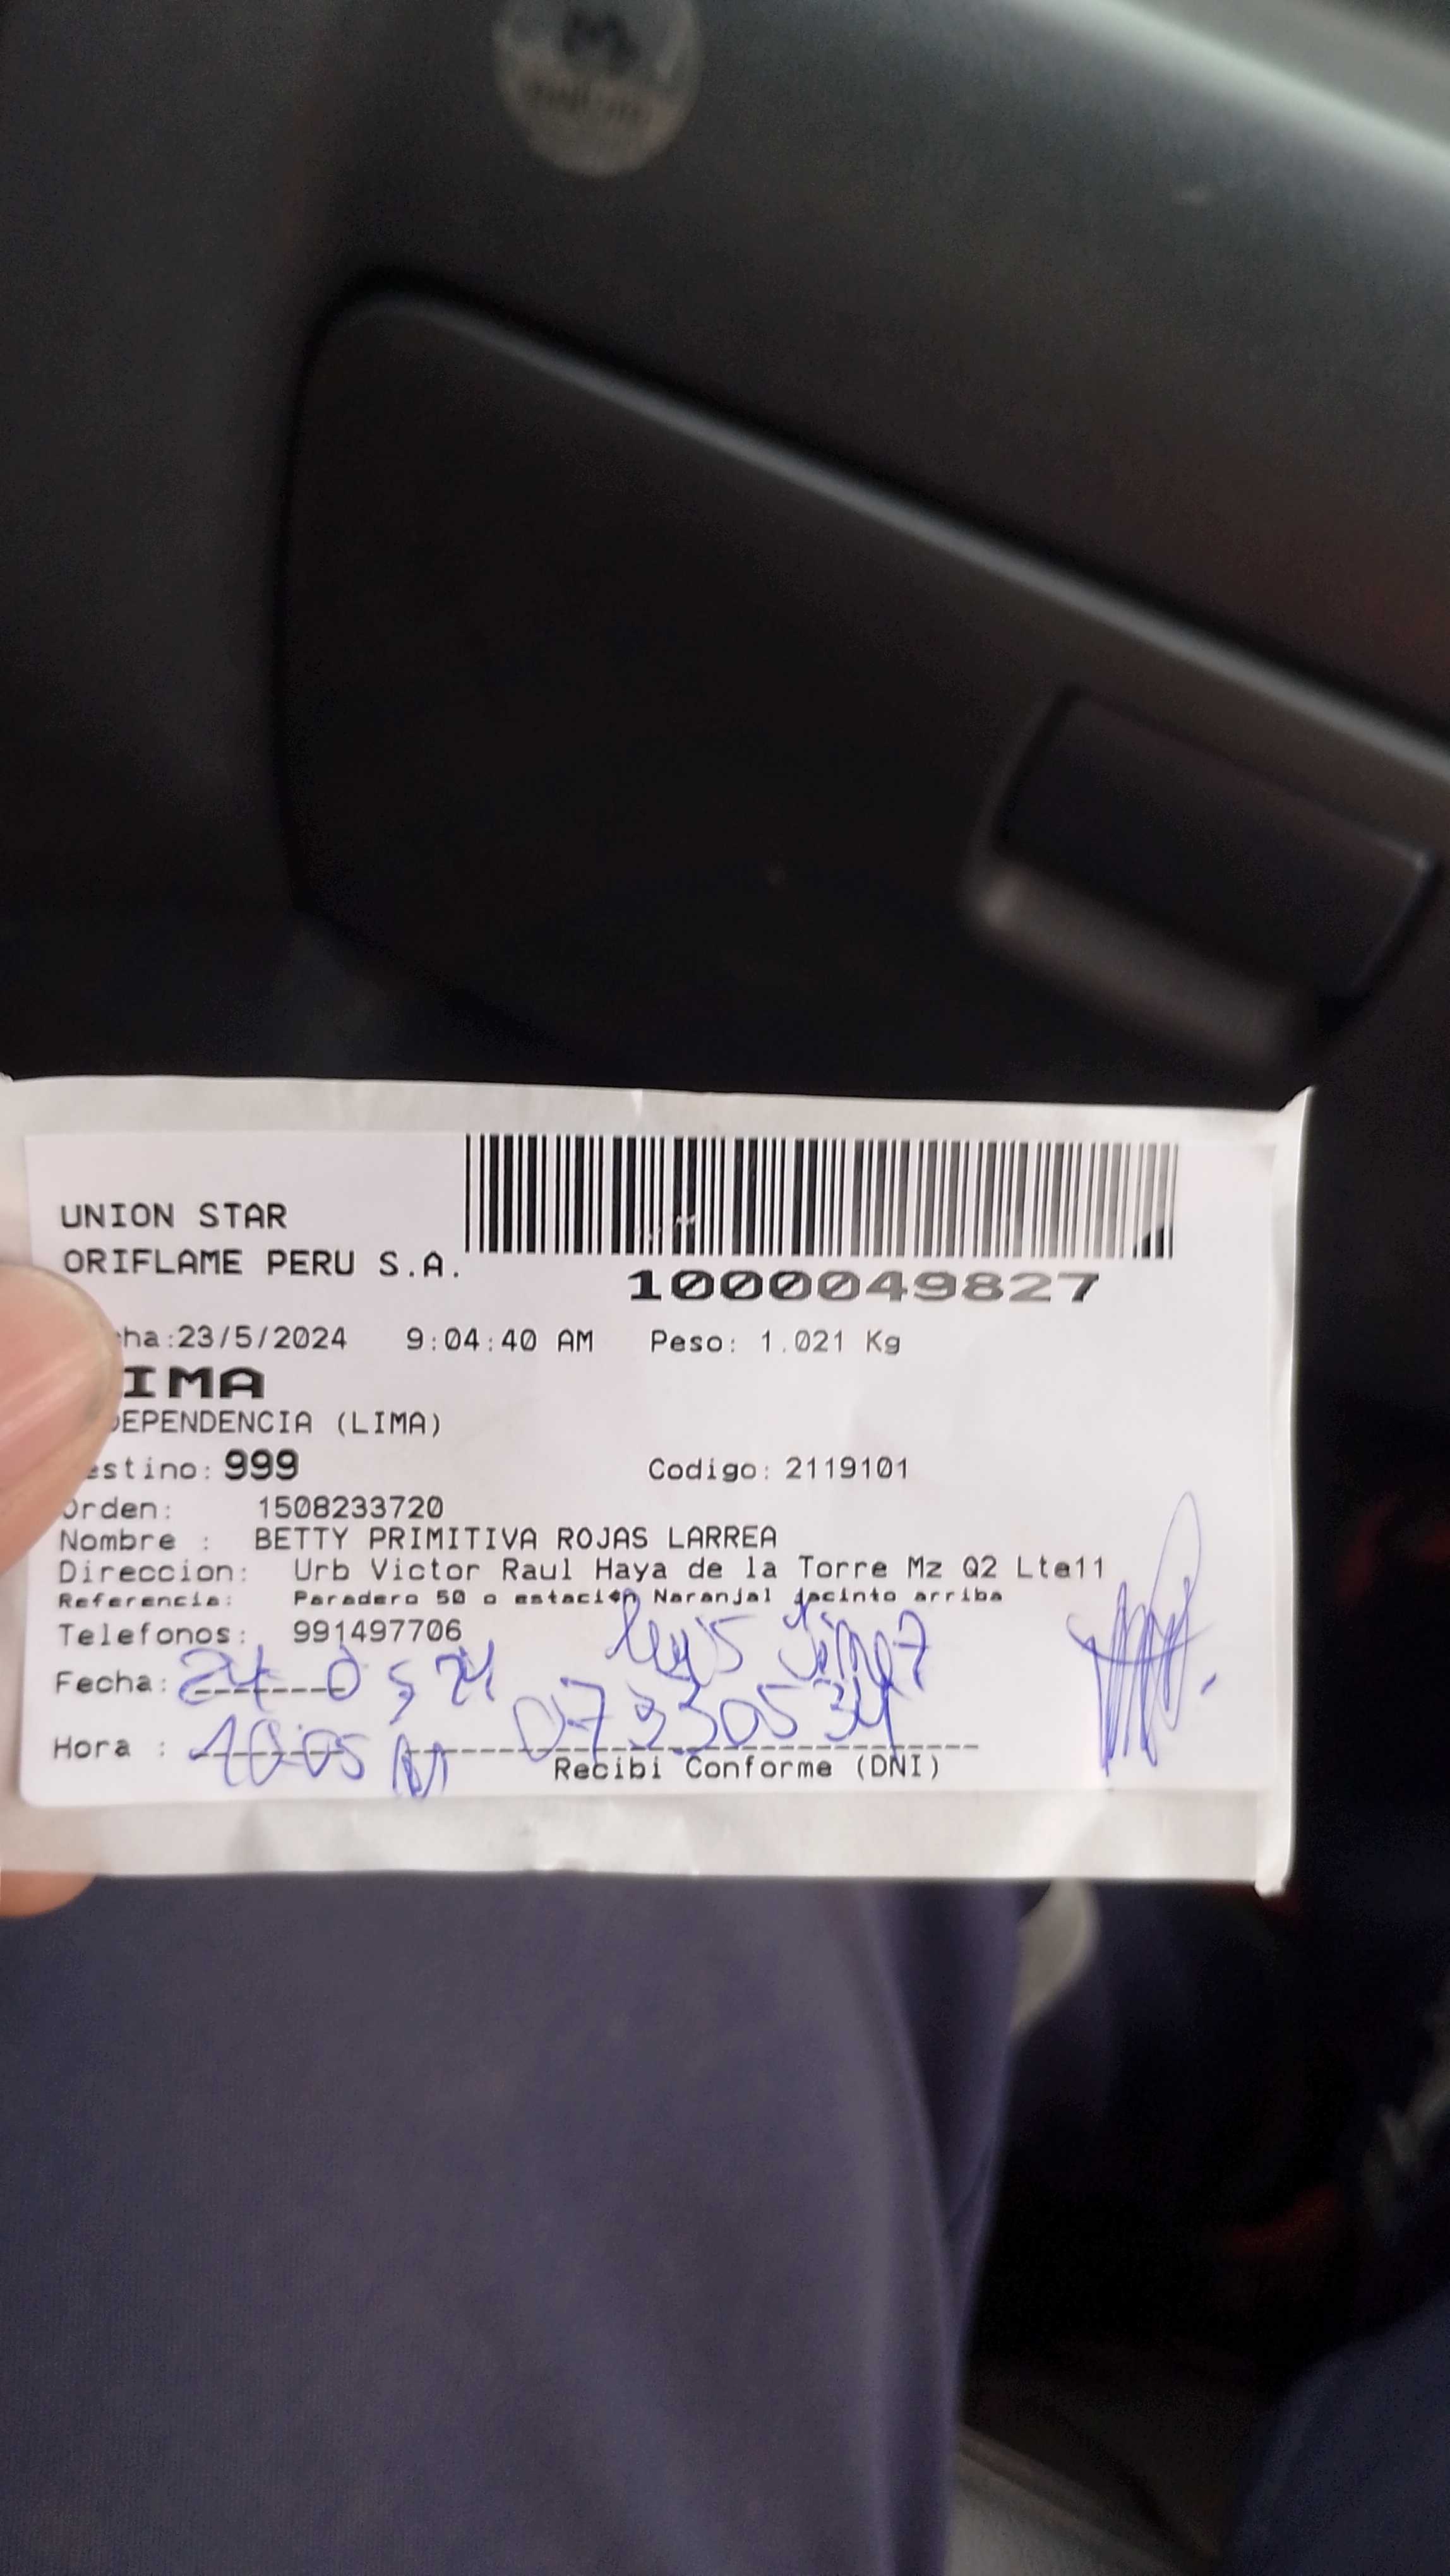 UNION STAR
ORIFLAME PERU S.A.
1000049827
ha:23/5/2024 9:04:40 AM Peso: 1.021 Kg
IMA
DEPENDENCIA (LIMA)
estino: 999 Codigo: 2119101
Orden: 1508233720
Nombre : BETTY PRIMITIVA ROJAS LARREA
Direccion: Urb Victor Raul Haya de la Torre Mz Q2 Lte11
Referencia: Paradero 50 o estación Naranjal jacinto arriba
Telefonos: 991497706
luis
Fecha: 24 05 24
Hora : 10:05 AM
Recibi Conforme (DNI)